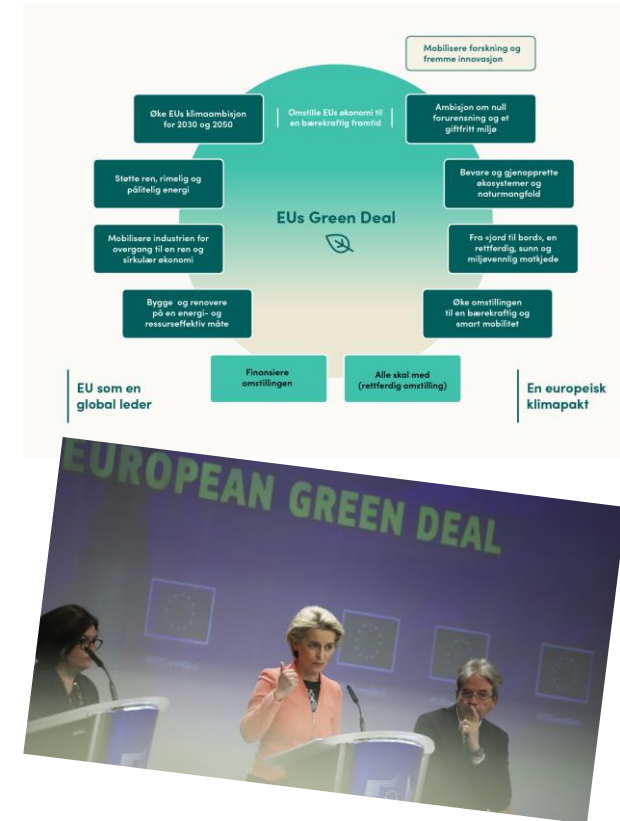 Mobilisere forskning og
fremme innovasjon
Øke EUs klimaambisjon
for 2030 og 2050
Omstille EUs økonomi til
en bærekraftig framtid
Ambisjon om null
forurensning og et
giftfritt miljø
Støtte ren, rimelig og
pålitelig energi
Bevare og gjenopprette
økosystemer og
naturmangfold
EUs Green Deal
Mobilisere industrien for
overgang til en ren og
sirkulær økonomi
Fra «jord til bord», en
rettferdig, sunn og
miljøvennlig matkjede
Bygge og renovere
på en energi- og
ressurseffektiv måte
Øke omstillingen
til en bærekraftig og
smart mobilitet
Finansiere
omstillingen
Alle skal med
(rettferdig omstilling)
EU som en
global leder
En europeisk
klimapakt
EUROPEAN GREEN DEAL